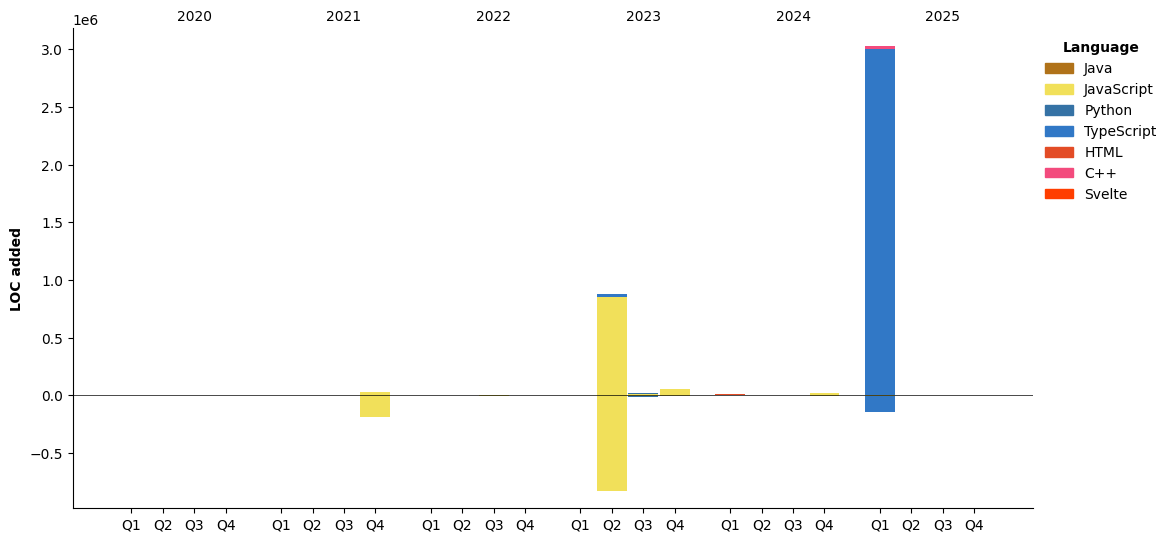 1e6
2020 2021 2022 2023 2024 2025
Language
Java
JavaScript
Python
TypeScript
HTML
C++
Svelte
LOC added
3.0
2.5
2.0
1.5
1.0
0.5
0.0
−0.5
Q1 Q2 Q3 Q4 Q1 Q2 Q3 Q4 Q1 Q2 Q3 Q4 Q1 Q2 Q3 Q4 Q1 Q2 Q3 Q4 Q1 Q2 Q3 Q4